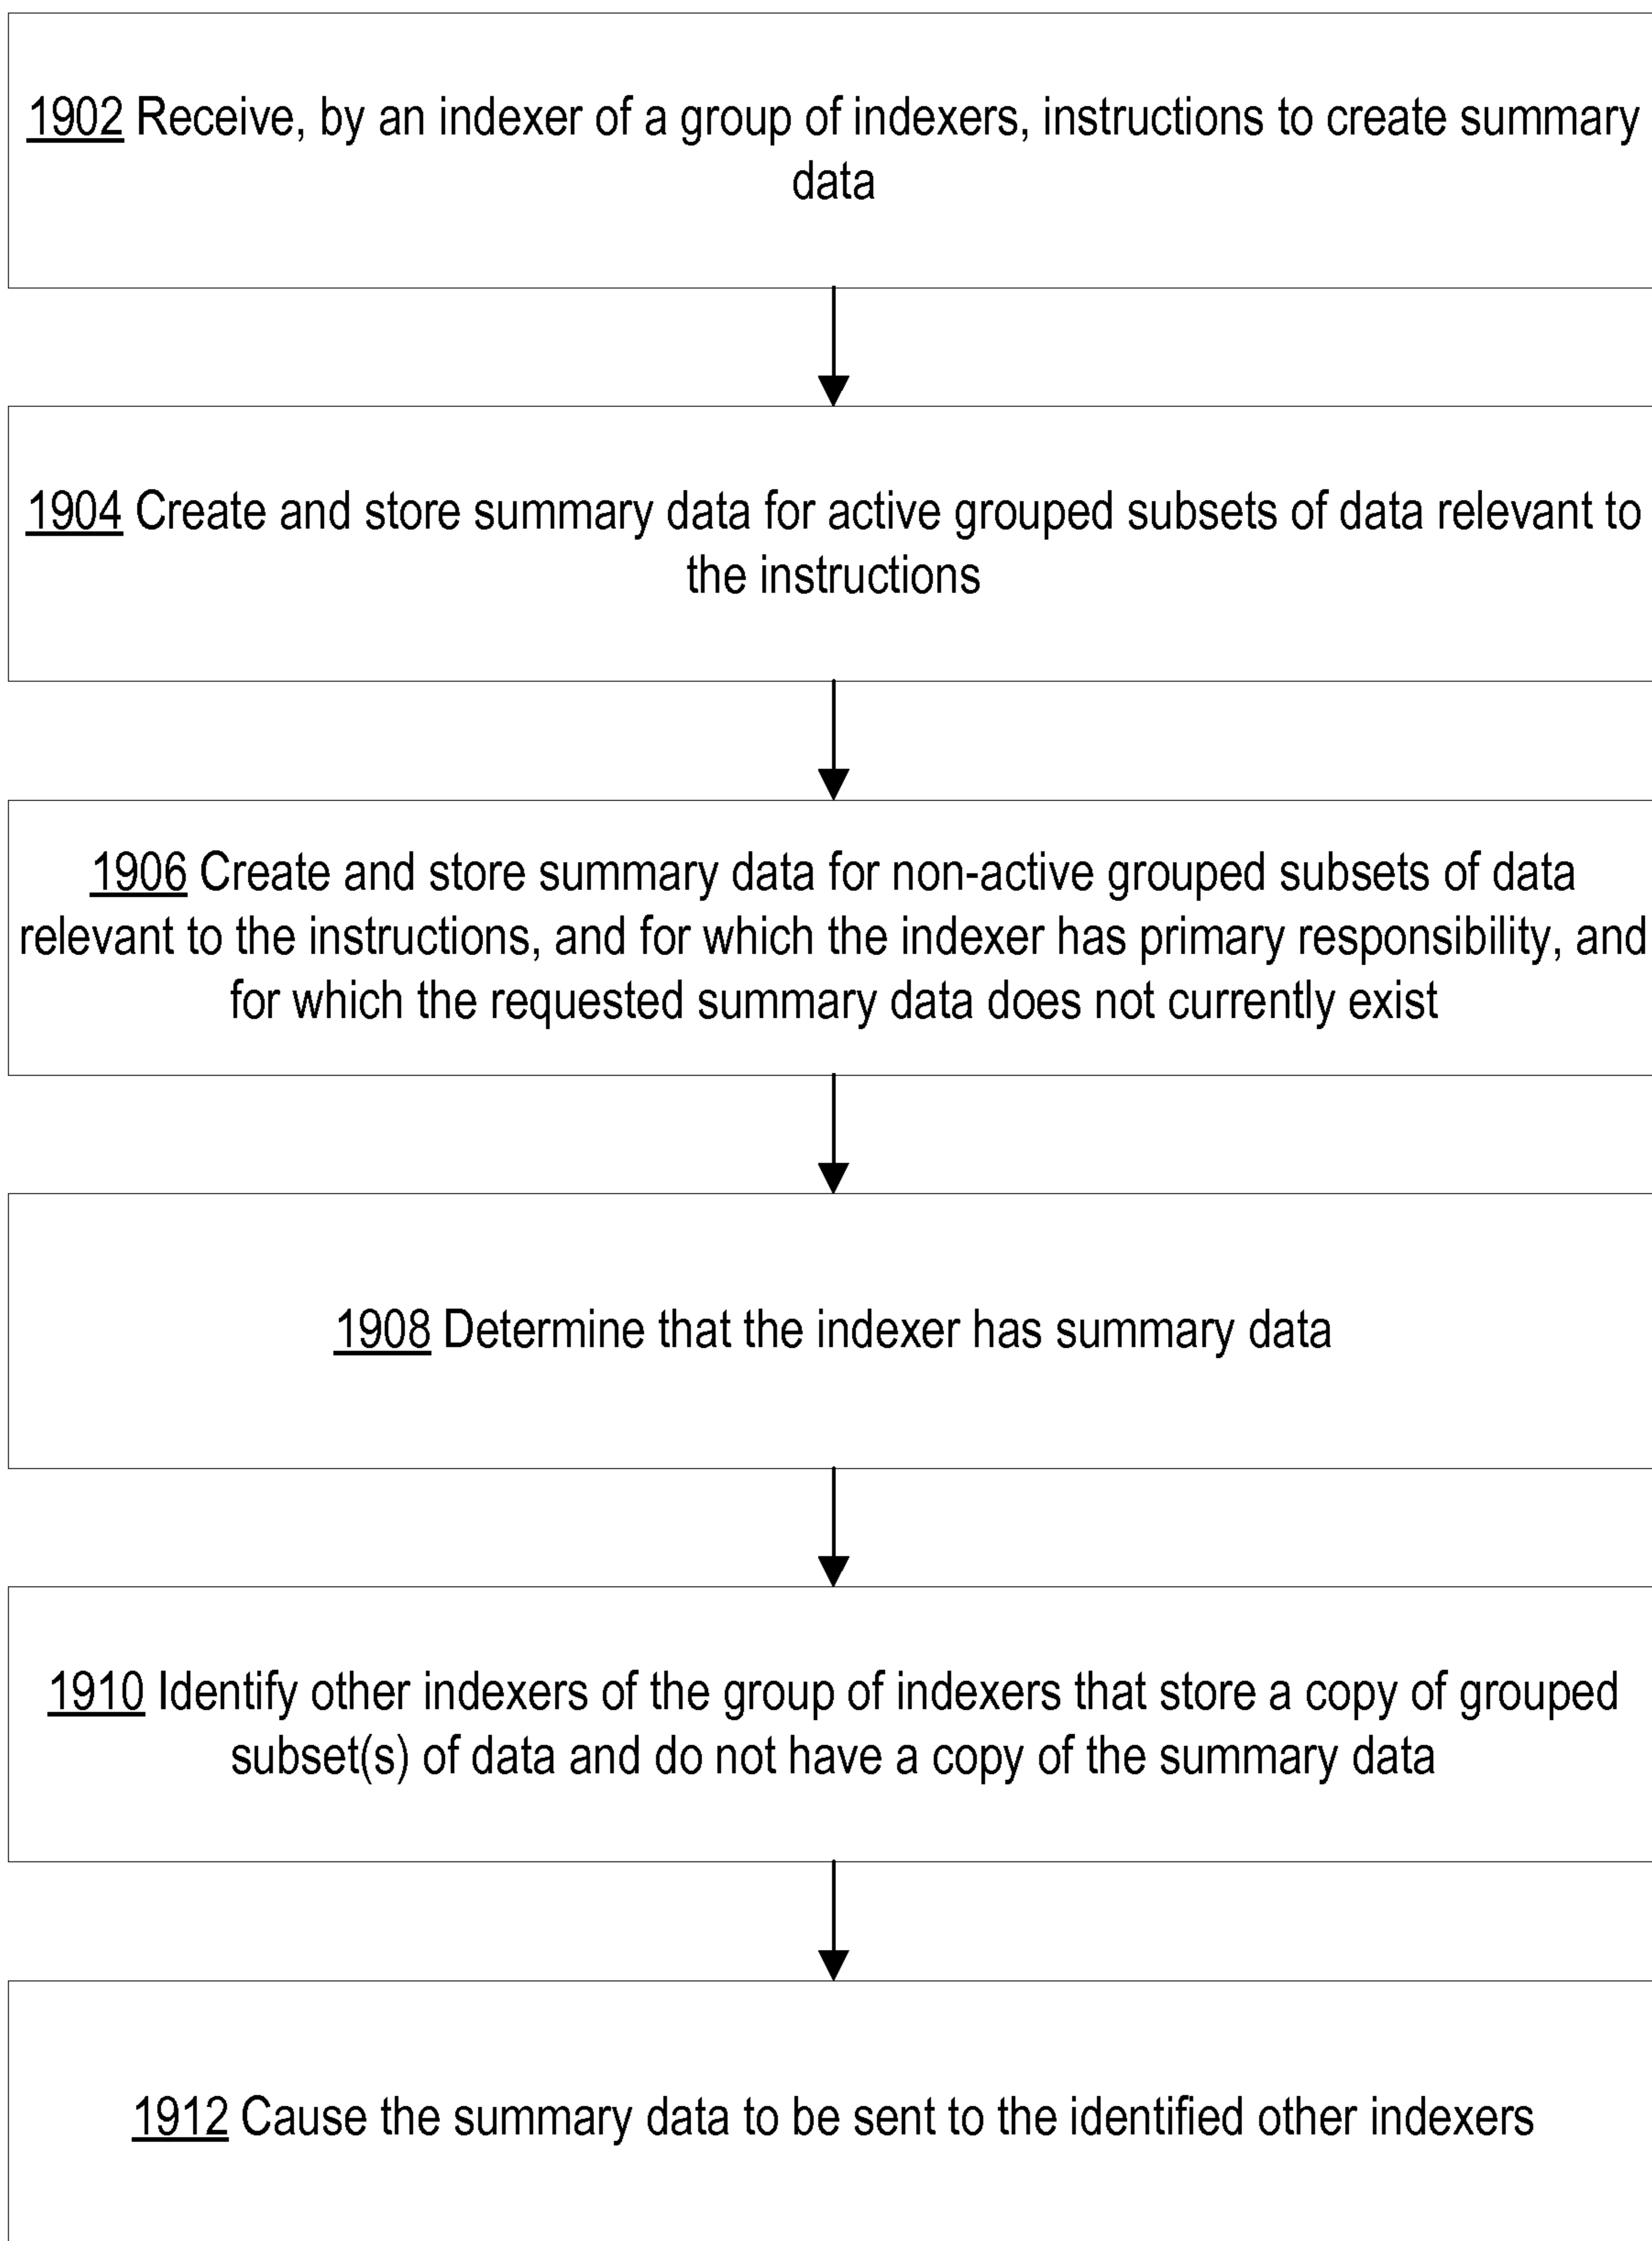 1902 Receive, by an indexer of a group of indexers, instructions to create summary
data
1904 Create and store summary data for active grouped subsets of data relevant to
the instructions
1906 Create and store summary data for non-active grouped subsets of data
relevant to the instructions, and for which the indexer has primary responsibility, and
for which the requested summary data does not currently exist
1908 Determine that the indexer has summary data
1910 Identify other indexers of the group of indexers that store a copy of grouped
subset(s) of data and do not have a copy of the summary data
1912 Cause the summary data to be sent to the identified other indexers